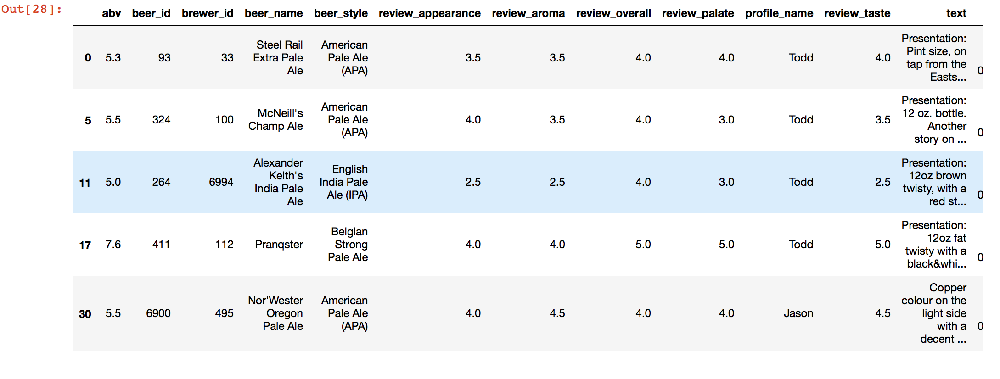 Out[28]:
abv beer_id brewer_id beer_name beer_style review_appearance review_aroma review_overall review_palate profile_name review_taste text
0 5.3 93 33 Steel Rail Extra Pale Ale American Pale Ale (APA) 3.5 3.5 4.0 4.0 Todd 4.0 Presentation: Pint size, on tap from the Easts... 0
5 5.5 324 100 McNeill's Champ Ale American Pale Ale (APA) 4.0 3.5 4.0 3.0 Todd 3.5 Presentation: 12 oz. bottle. Another story on ... 0
11 5.0 264 6994 Alexander Keith's India Pale Ale English India Pale Ale (IPA) 2.5 2.5 4.0 3.0 Todd 2.5 Presentation: 12oz brown twisty, with a red st... 0
17 7.6 411 112 Pranqster Belgian Strong Pale Ale 4.0 4.0 5.0 5.0 Todd 5.0 Presentation: 12oz fat twisty with a black&whi... 0
30 5.5 6900 495 Nor'Wester Oregon Pale Ale American Pale Ale (APA) 4.0 4.5 4.0 4.0 Jason 4.5 Copper colour on the light side with a decent ... 0